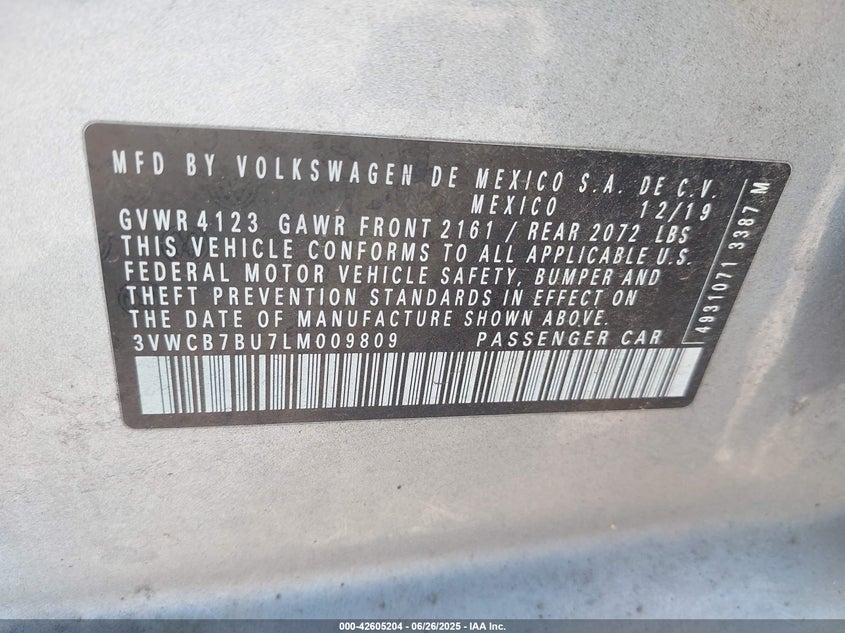 MFD BY VOLKSWAGEN DE MEXICO S.A. DE C.V.
MEXICO 12/19
GVWR 4123 GAWR FRONT 2161 / REAR 2072 LBS
THIS VEHICLE CONFORMS TO ALL APPLICABLE U.S.
FEDERAL MOTOR VEHICLE SAFETY, BUMPER AND
THEFT PREVENTION STANDARDS IN EFFECT ON
THE DATE OF MANUFACTURE SHOWN ABOVE.
3VWCB7BU7LM009809 PASSENGER CAR
4931071 3387 M
000-42605204 | 06/26/2025 - IAA Inc.